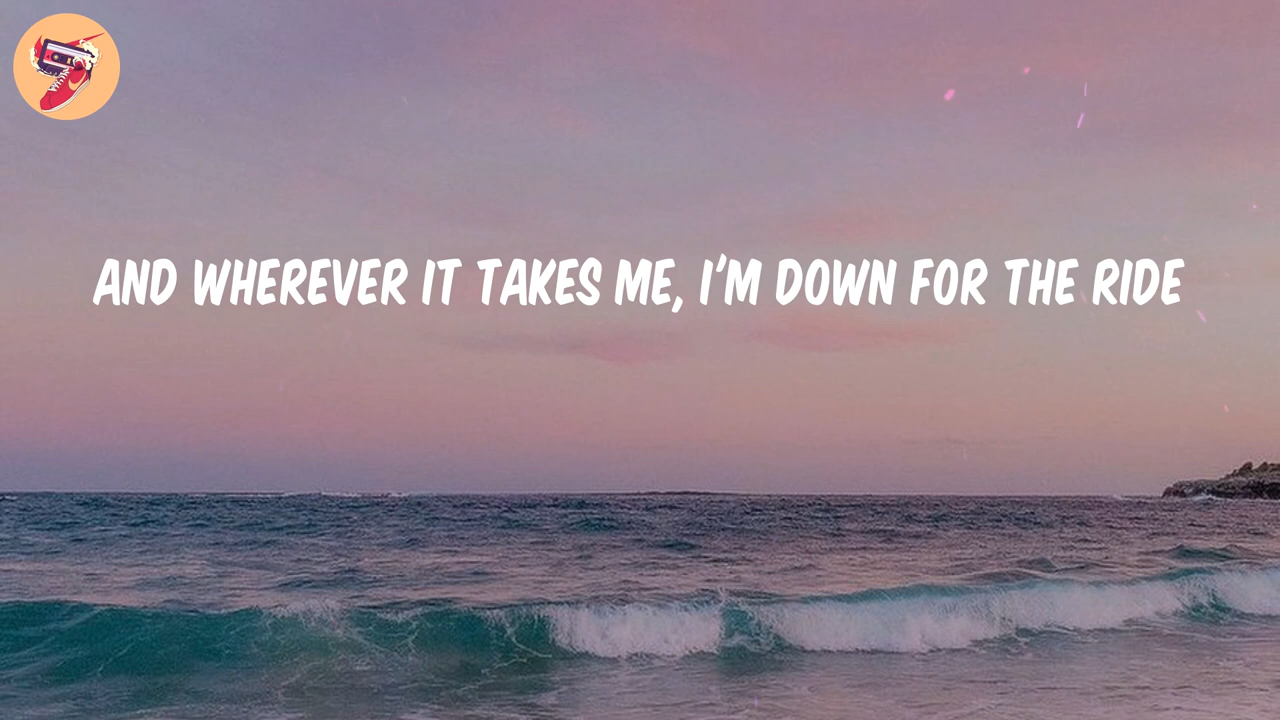 AND WHEREVER IT TAKES ME, I'M DOWN FOR THE RIDE